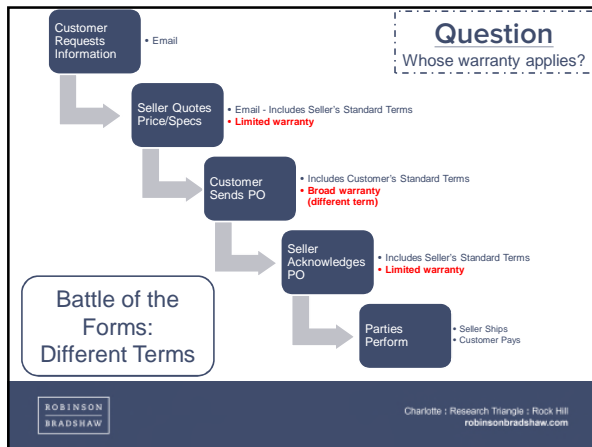 Customer
Requests
Information
• Email
Question
Whose warranty applies?
Seller Quotes
Price/Specs
• Email - Includes Seller's Standard Terms
• Limited warranty
Customer
Sends PO
• Includes Customer's Standard Terms
• Broad warranty
(different term)
Seller
Acknowledges
PO
• Includes Seller's Standard Terms
• Limited warranty
Battle of the
Forms:
Different Terms
Parties
Perform
• Seller Ships
• Customer Pays
ROBINSON
BRADSHAW
Charlotte : Research Triangle : Rock Hill
robinsonbradshaw.com